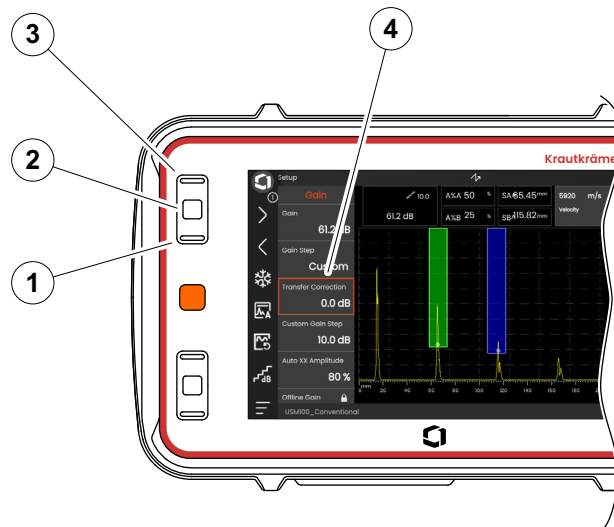 3
4
2
1
Krautkräme
Setup
Gain
Gain
61.2 dB
Gain Step
Custom
Transfer Correction
0.0 dB
Custom Gain Step
10.0 dB
Auto XX Amplitude
80 %
Offline Gain
USM100_Conventional
A
dB
10.0
61.2 dB
A%A 50 %
SA 65.45 mm
5920 m/s
Velocity
A%B 25 %
SB 115.82 mm
mm 20 40 60 80 100 120 140 160 180